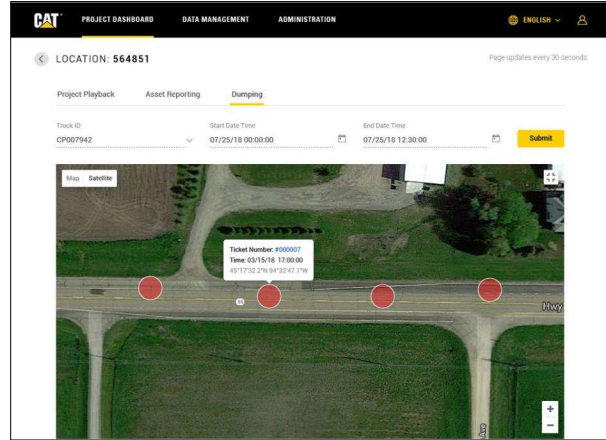 CAT PROJECT DASHBOARD DATA MANAGEMENT ADMINISTRATION ENGLISH
LOCATION: 564851 Page updates every 30 seconds
Project Playback Asset Reporting Dumping
Truck ID Start Date Time End Date Time
CP007942 07/25/18 00:00:00 07/25/18 12:30:00 Submit
Map Satellite
Ticket Number: #000007
Time: 03/15/18 17:00:00
45°17'32.2"N 94°32'47.1"W
Hwy
+
Ave
−